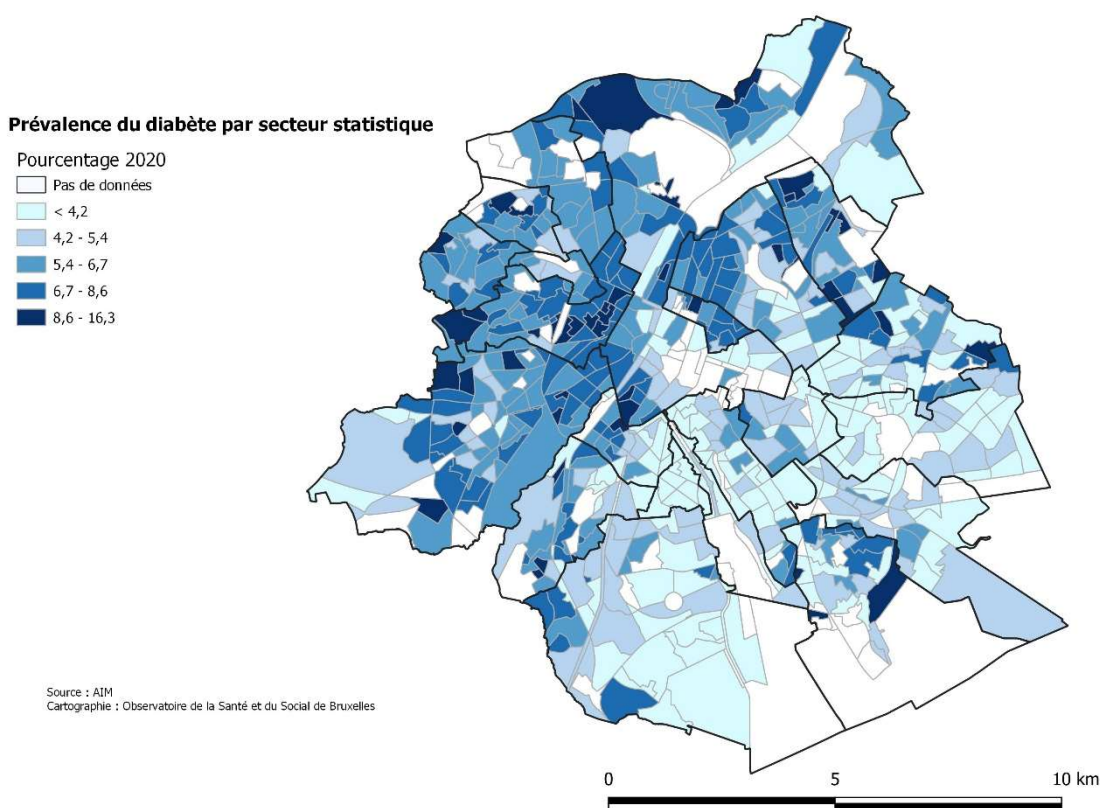 Prévalence du diabète par secteur statistique
Pourcentage 2020
Pas de données
< 4,2
4,2 - 5,4
5,4 - 6,7
6,7 - 8,6
8,6 - 16,3
Source : AIM
Cartographie : Observatoire de la Santé et du Social de Bruxelles
0 5 10 km